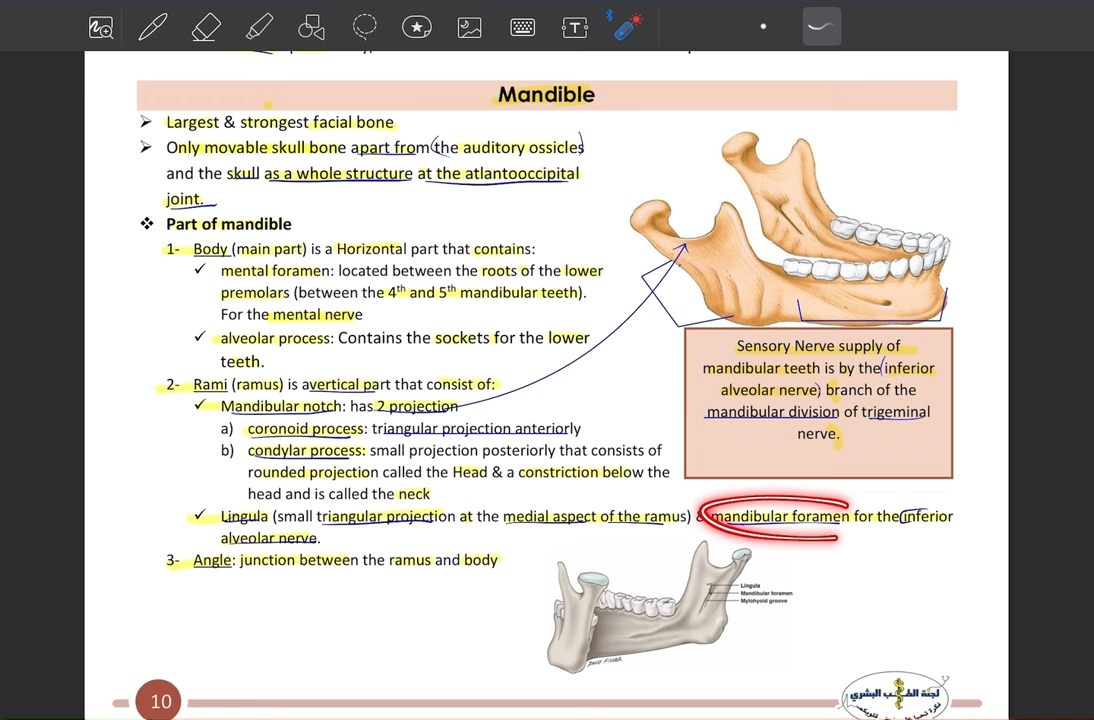 Mandible
➢ Largest & strongest facial bone
➢ Only movable skull bone apart from the auditory ossicles
and the skull as a whole structure at the atlantooccipital
joint.
❖ Part of mandible
1- Body (main part) is a Horizontal part that contains:
✓ mental foramen: located between the roots of the lower
premolars (between the 4th and 5th mandibular teeth).
For the mental nerve
✓ alveolar process: Contains the sockets for the lower
teeth.
2- Rami (ramus) is avertical part that consist of:
✓ Mandibular notch: has 2 projection
a) coronoid process: triangular projection anteriorly
b) condylar process: small projection posteriorly that consists of
rounded projection called the Head & a constriction below the
head and is called the neck
✓ Lingula (small triangular projection at the medial aspect of the ramus) & mandibular foramen for the inferior
alveolar nerve.
3- Angle: junction between the ramus and body
Sensory Nerve supply of
mandibular teeth is by the (inferior
alveolar nerve) branch of the
mandibular division of trigeminal
nerve.
Lingula
Mandibular foramen
Mylohyoid groove
DAVID FISHER
10
لجنة الطب البشري